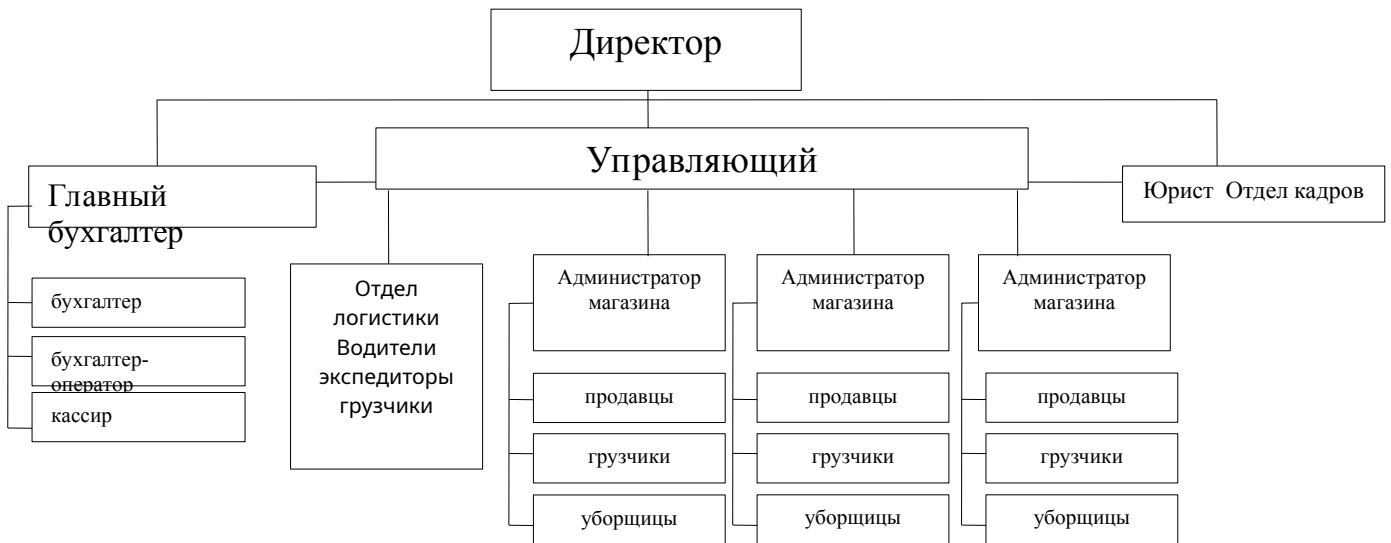 Директор
Управляющий
Главный
бухгалтер
Юрист  Отдел кадров
бухгалтер
бухгалтер-
оператор
кассир
Отдел
логистики
Водители
экспедиторы
грузчики
Администратор
магазина
продавцы
грузчики
уборщицы
Администратор
магазина
продавцы
грузчики
уборщицы
Администратор
магазина
продавцы
грузчики
уборщицы